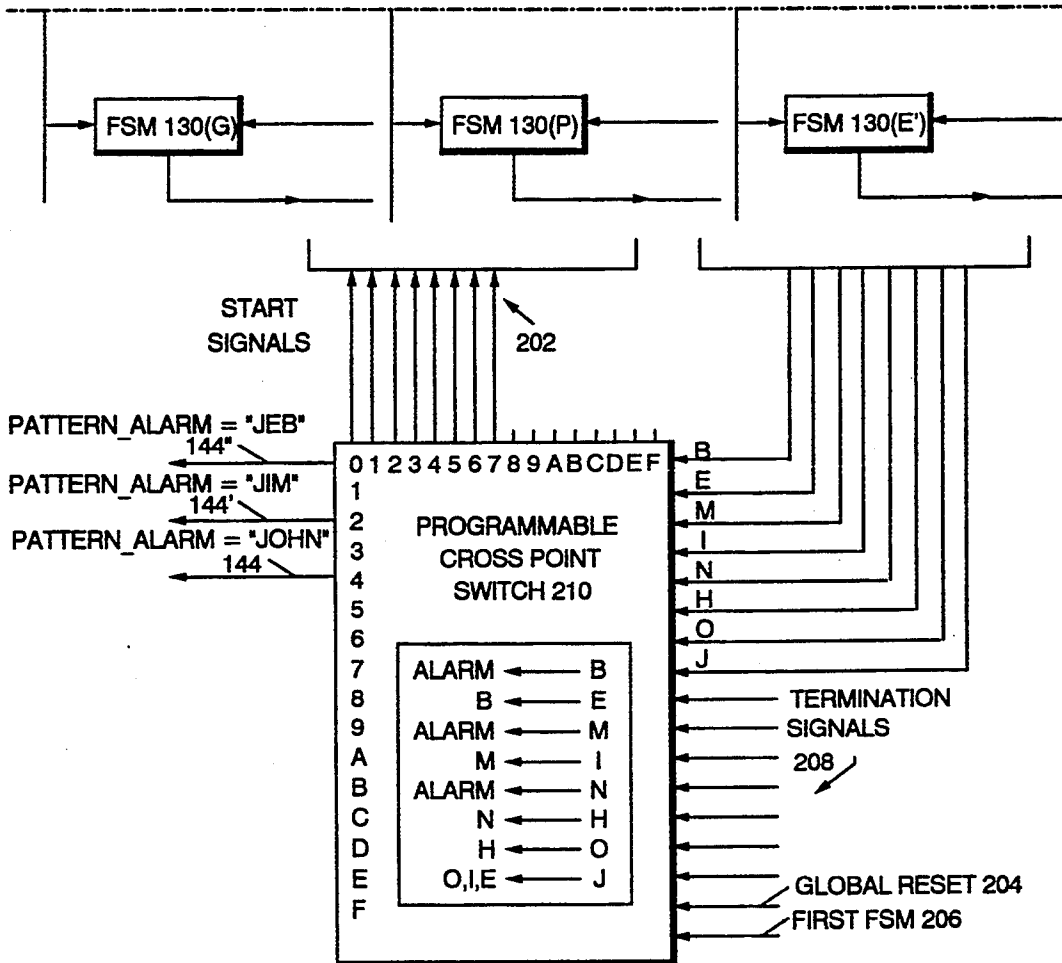 FSM 130(G) FSM 130(P) FSM 130(E')
START
SIGNALS
202
PATTERN_ALARM = "JEB"
144"
PATTERN_ALARM = "JIM"
144'
PATTERN_ALARM = "JOHN"
144
0 1 2 3 4 5 6 7 8 9 A B C D E F
1
2
3
4
5
6
7
8
9
A
B
C
D
E
F
PROGRAMMABLE
CROSS POINT
SWITCH 210
ALARM B
B E
ALARM M
M I
ALARM N
N H
H O
O,I,E J
B
E
M
I
N
H
O
J
TERMINATION
SIGNALS
208
GLOBAL RESET 204
FIRST FSM 206